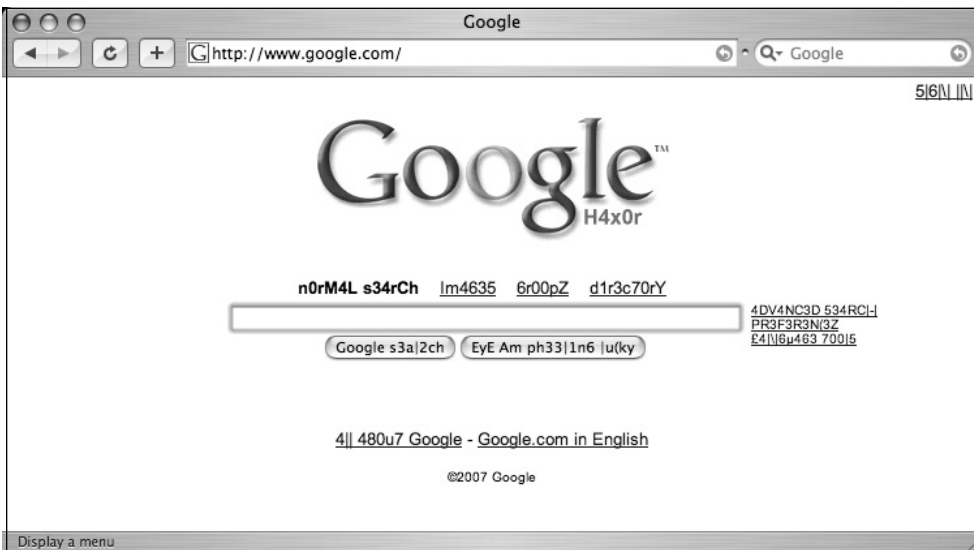 Google
http://www.google.com/
Google
5|6|\| ||\|
Google™
H4x0r
n0rM4L s34rCh Im4635 6r00pZ d1r3c70rY
4DV4NC3D 534RC|-|
PR3F3R3N(3Z
£4|\|6µ463 700|5
Google s3a|2ch EyE Am ph33|1n6 |u(ky
4|| 480u7 Google - Google.com in English
©2007 Google
Display a menu